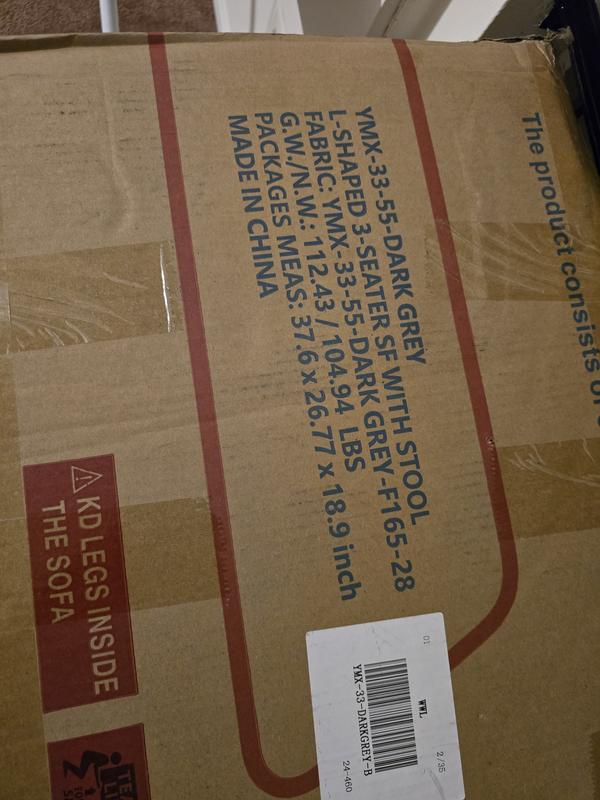 The product consists of
YMX-33-55-DARK GREY
L-SHAPED 3-SEATER SF WITH STOOL
FABRIC: YMX-33-55-DARK GREY-F165-28
G.W./N.W.: 112.43 / 104.94 LBS
PACKAGES MEAS: 37.6 x 26.77 x 18.9 inch
MADE IN CHINA
⚠ KD LEGS INSIDE
THE SOFA
01
WWL
2/35
YMX-33-DARKGREY-B
24-460